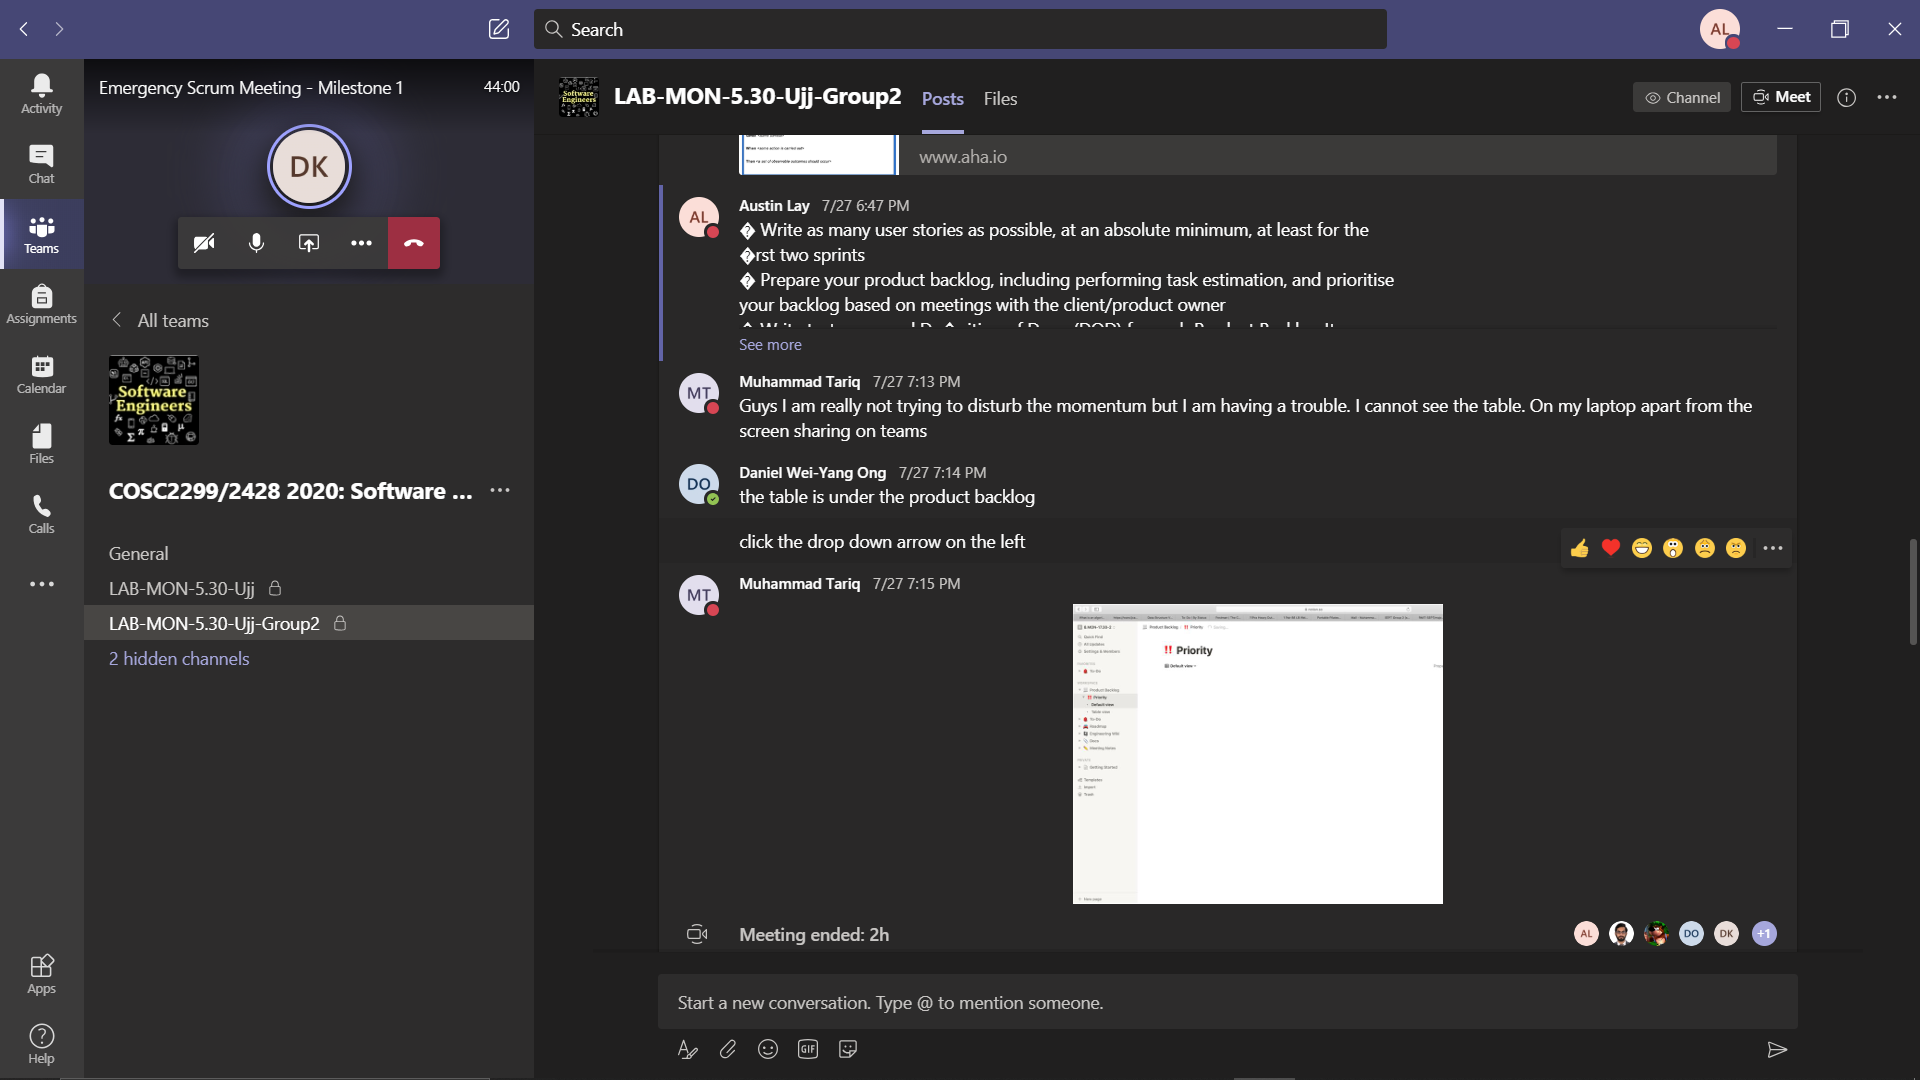 Search
AL
Activity
Chat
Teams
Assignments
Calendar
Files
Calls
Apps
Help
Emergency Scrum Meeting - Milestone 1
44:00
DK
All teams
Software
Engineers
COSC2299/2428 2020: Software ...
General
LAB-MON-5.30-Ujj
LAB-MON-5.30-Ujj-Group2
2 hidden channels
Software
Engineers
LAB-MON-5.30-Ujj-Group2
Posts
Files
Channel
Meet
www.aha.io
AL
Austin Lay 7/27 6:47 PM
� Write as many user stories as possible, at an absolute minimum, at least for the
�rst two sprints
� Prepare your product backlog, including performing task estimation, and prioritise
your backlog based on meetings with the client/product owner
See more
MT
Muhammad Tariq 7/27 7:13 PM
Guys I am really not trying to disturb the momentum but I am having a trouble. I cannot see the table. On my laptop apart from the
screen sharing on teams
DO
Daniel Wei-Yang Ong 7/27 7:14 PM
the table is under the product backlog
click the drop down arrow on the left
MT
Muhammad Tariq 7/27 7:15 PM
Product Backlog
Priority
!! Priority
Default view
Meeting ended: 2h
AL
DO
DK
+1
Start a new conversation. Type @ to mention someone.
GIF